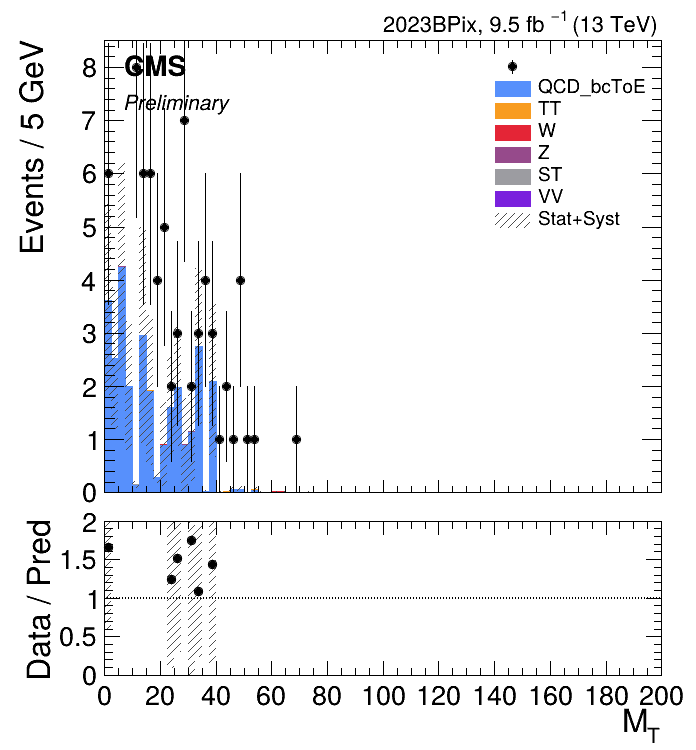 2023BPix, 9.5 fb⁻¹ (13 TeV)
CMS
Preliminary
Events / 5 GeV
8
7
6
5
4
3
2
1
0
QCD_bcToE
TT
W
Z
ST
VV
Stat+Syst
Data / Pred
2
1.5
1
0.5
0
0 20 40 60 80 100 120 140 160 180 200
M_T